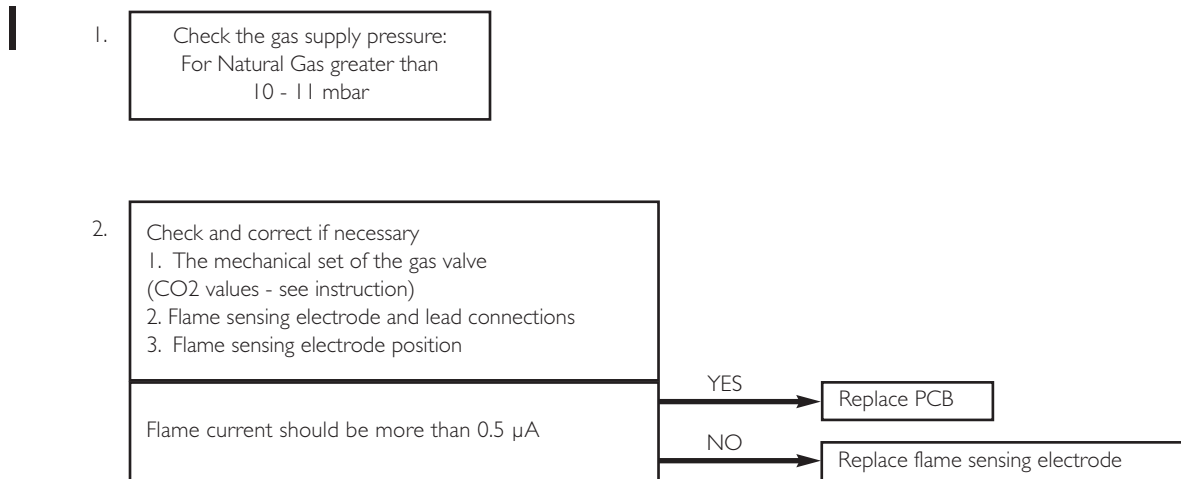 1.
Check the gas supply pressure:
For Natural Gas greater than
10 - 11 mbar
2.
Check and correct if necessary
1. The mechanical set of the gas valve
(CO2 values - see instruction)
2. Flame sensing electrode and lead connections
3. Flame sensing electrode position
Flame current should be more than 0.5 µA
YES
Replace PCB
NO
Replace flame sensing electrode